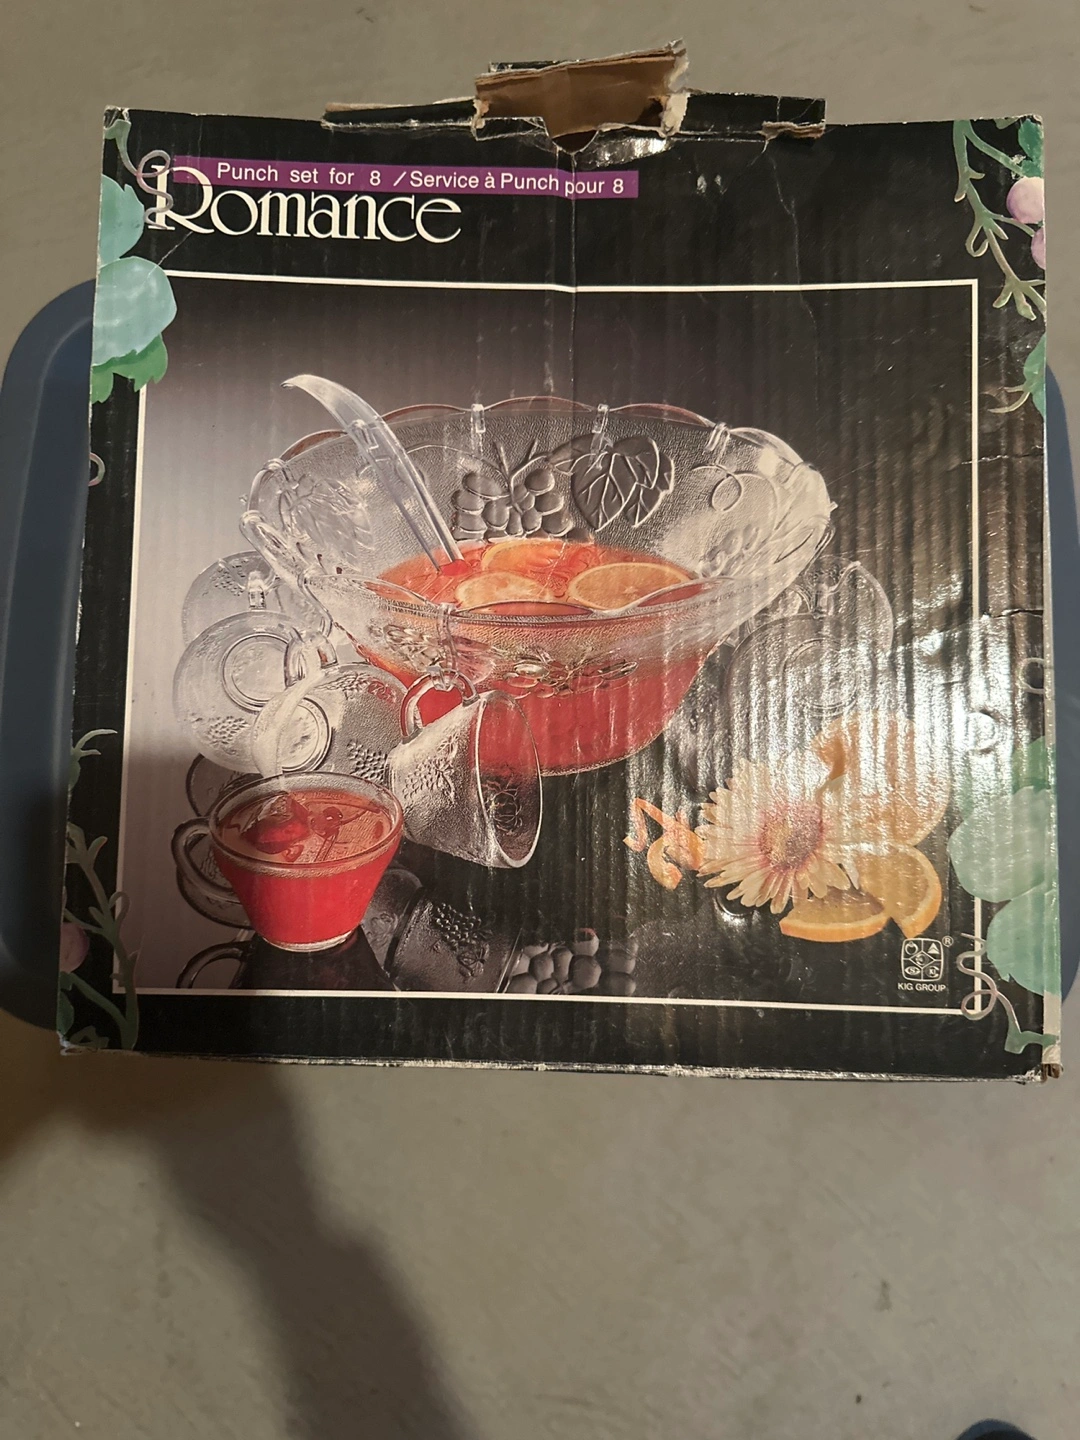 Punch set for 8 / Service à Punch pour 8
Romance
KIG GROUP